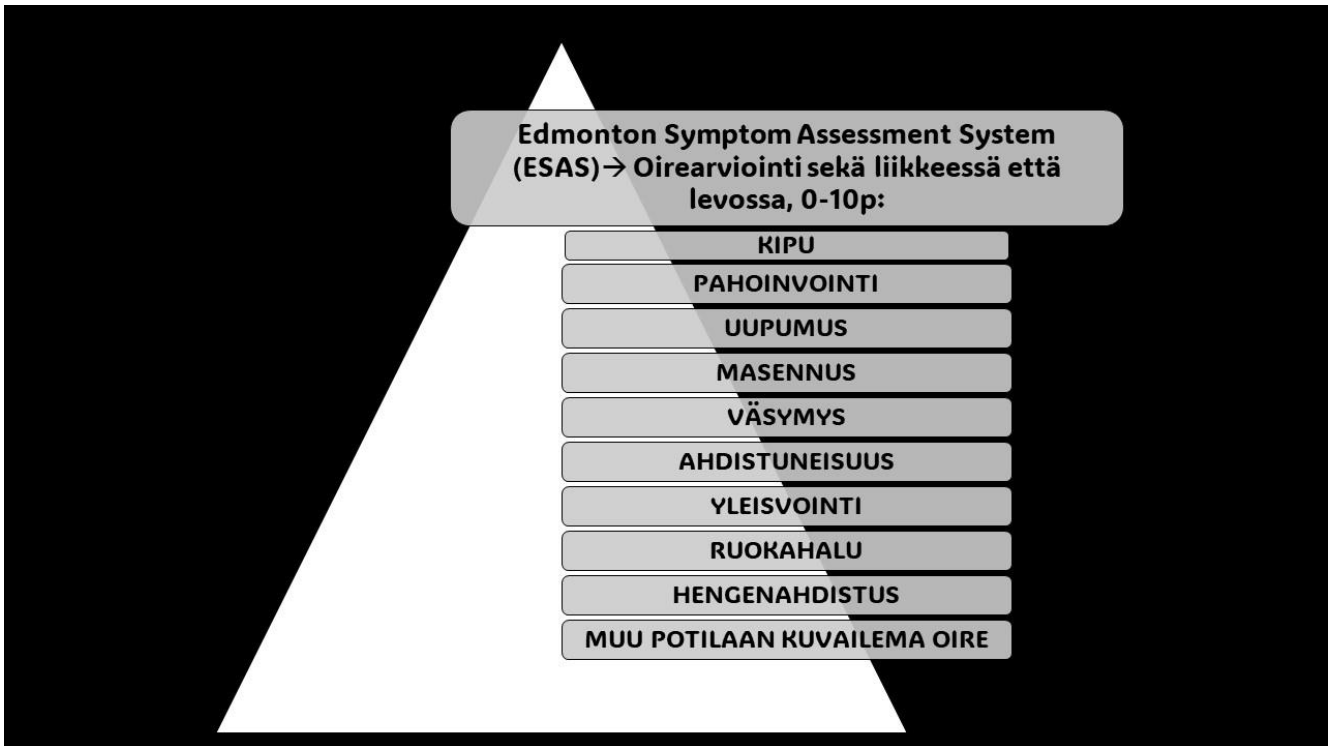 Edmonton Symptom Assessment System
(ESAS)→ Oirearviointi sekä liikkeessä että
levossa, 0-10p:
KIPU
PAHOINVOINTI
UUPUMUS
MASENNUS
VÄSYMYS
AHDISTUNEISUUS
YLEISVOINTI
RUOKAHALU
HENGENAHDISTUS
MUU POTILAAN KUVAILEMA OIRE